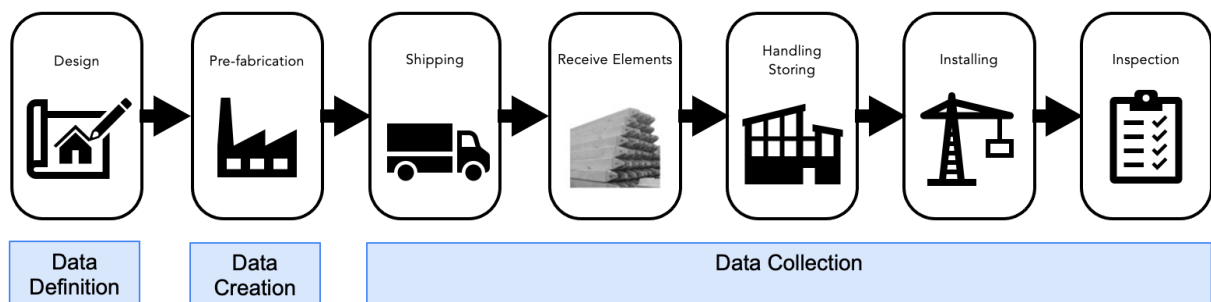 Design
Pre-fabrication
Shipping
Receive Elements
Handling
Storing
Installing
Inspection
Data
Definition
Data
Creation
Data Collection